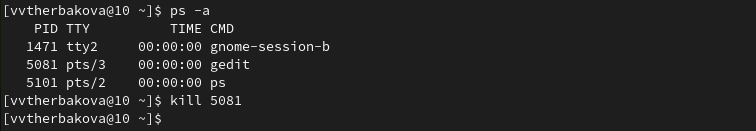 [vvtherbakova@10 ~]$ ps -a
    PID TTY          TIME CMD
   1471 tty2     00:00:00 gnome-session-b
   5081 pts/3    00:00:00 gedit
   5101 pts/2    00:00:00 ps
[vvtherbakova@10 ~]$ kill 5081
[vvtherbakova@10 ~]$